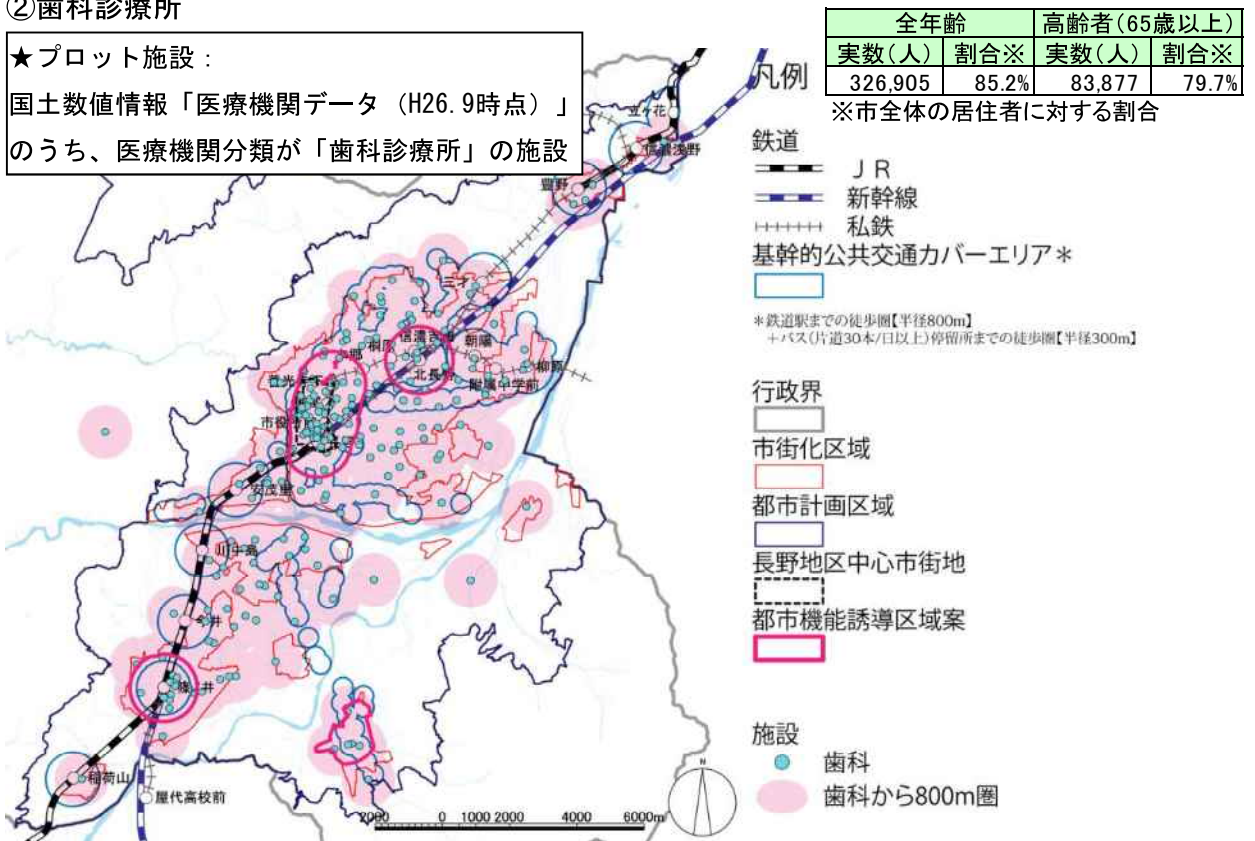 ②歯科診療所
★プロット施設：
国土数値情報「医療機関データ（H26.9時点）」
のうち、医療機関分類が「歯科診療所」の施設
全年齢 高齢者（65歳以上）
実数（人） 割合※ 実数（人） 割合※
326,905 85.2% 83,877 79.7%
※市全体の居住者に対する割合
凡例
鉄道
ＪＲ
新幹線
私鉄
基幹的公共交通カバーエリア＊
＊鉄道駅までの徒歩圏【半径800m】
＋バス（片道30本/日以上）停留所までの徒歩圏【半径300m】
行政界
市街化区域
都市計画区域
長野地区中心市街地
都市機能誘導区域案
施設
歯科
歯科から800m圏
立ヶ花
信濃浅野
豊野
三才
朝陽
桐原
北長野
柳原
附属中学前
市役所
安茂里
川中島
今井
篠ノ井
稲荷山
屋代高校前
N
2000 0 1000 2000 4000 6000m